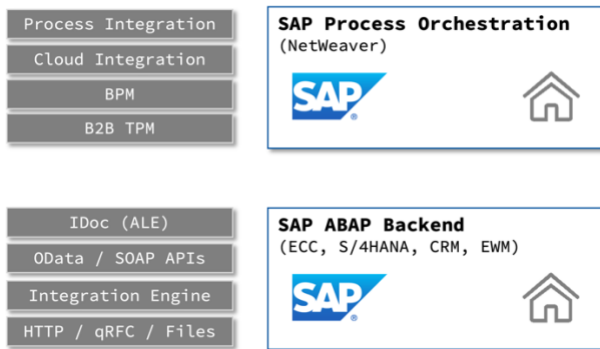 Process Integration
Cloud Integration
BPM
B2B TPM
SAP Process Orchestration
(NetWeaver)
SAP
IDoc (ALE)
OData / SOAP APIs
Integration Engine
HTTP / qRFC / Files
SAP ABAP Backend
(ECC, S/4HANA, CRM, EWM)
SAP